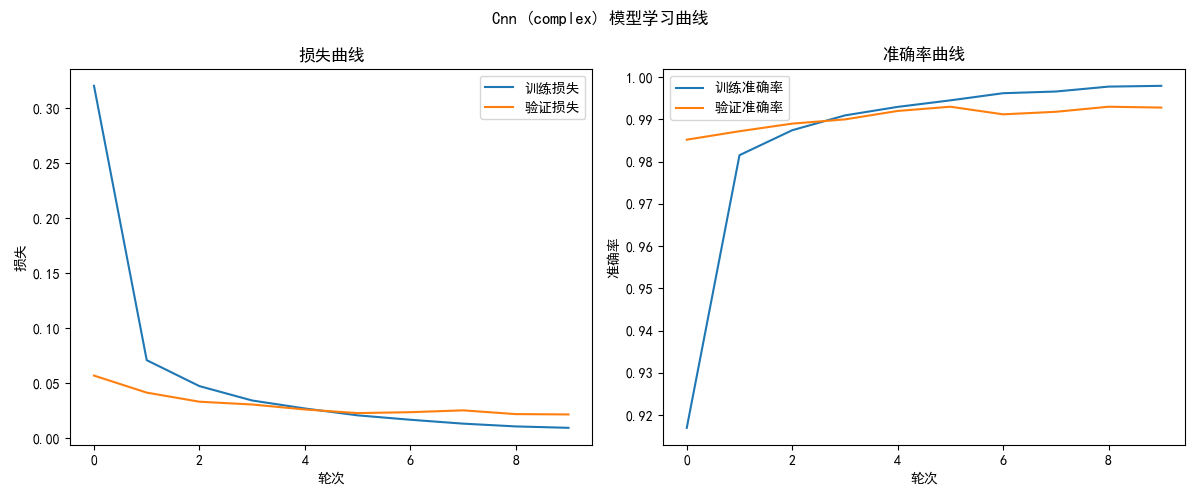 Cnn (complex) 模型学习曲线
损失曲线
训练损失
验证损失
0.30
0.25
0.20
0.15
0.10
0.05
0.00
损失
0 2 4 6 8
轮次
准确率曲线
训练准确率
验证准确率
1.00
0.99
0.98
0.97
0.96
0.95
0.94
0.93
0.92
准确率
0 2 4 6 8
轮次